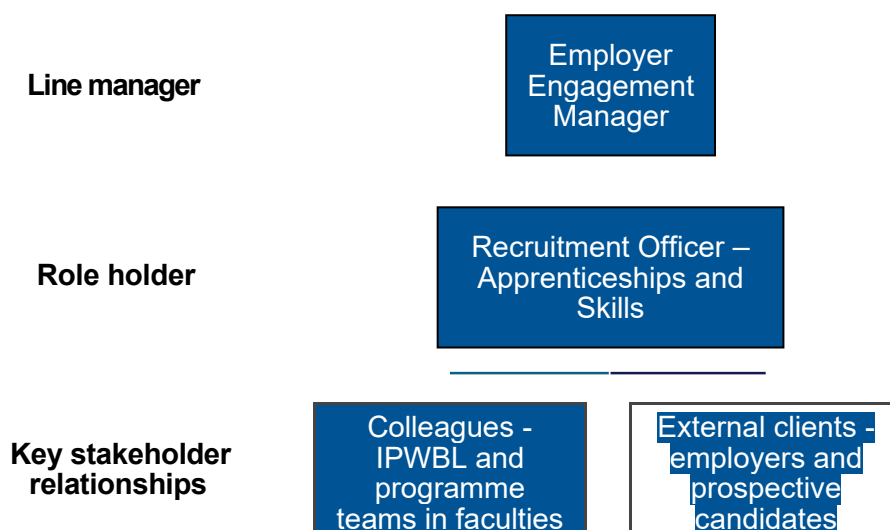 Line manager
Employer
Engagement
Manager
Role holder
Recruitment Officer –
Apprenticeships and
Skills
Key stakeholder
relationships
Colleagues -
IPWBL and
programme
teams in faculties
External clients -
employers and
prospective
candidates